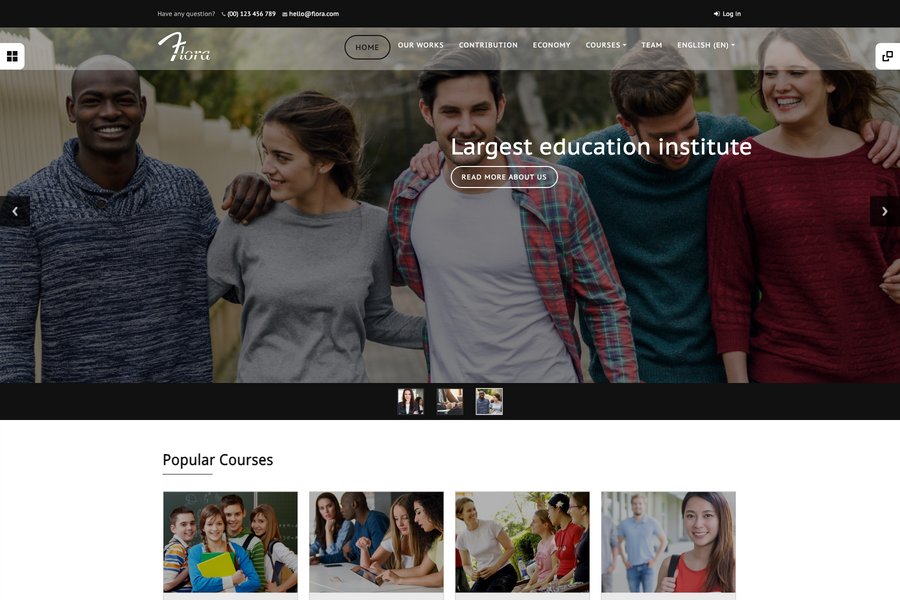 Have any question? (00) 123 456 789 hello@flora.com Log in
Flora
HOME OUR WORKS CONTRIBUTION ECONOMY COURSES TEAM ENGLISH (EN)
Largest education institute
READ MORE ABOUT US
Popular Courses